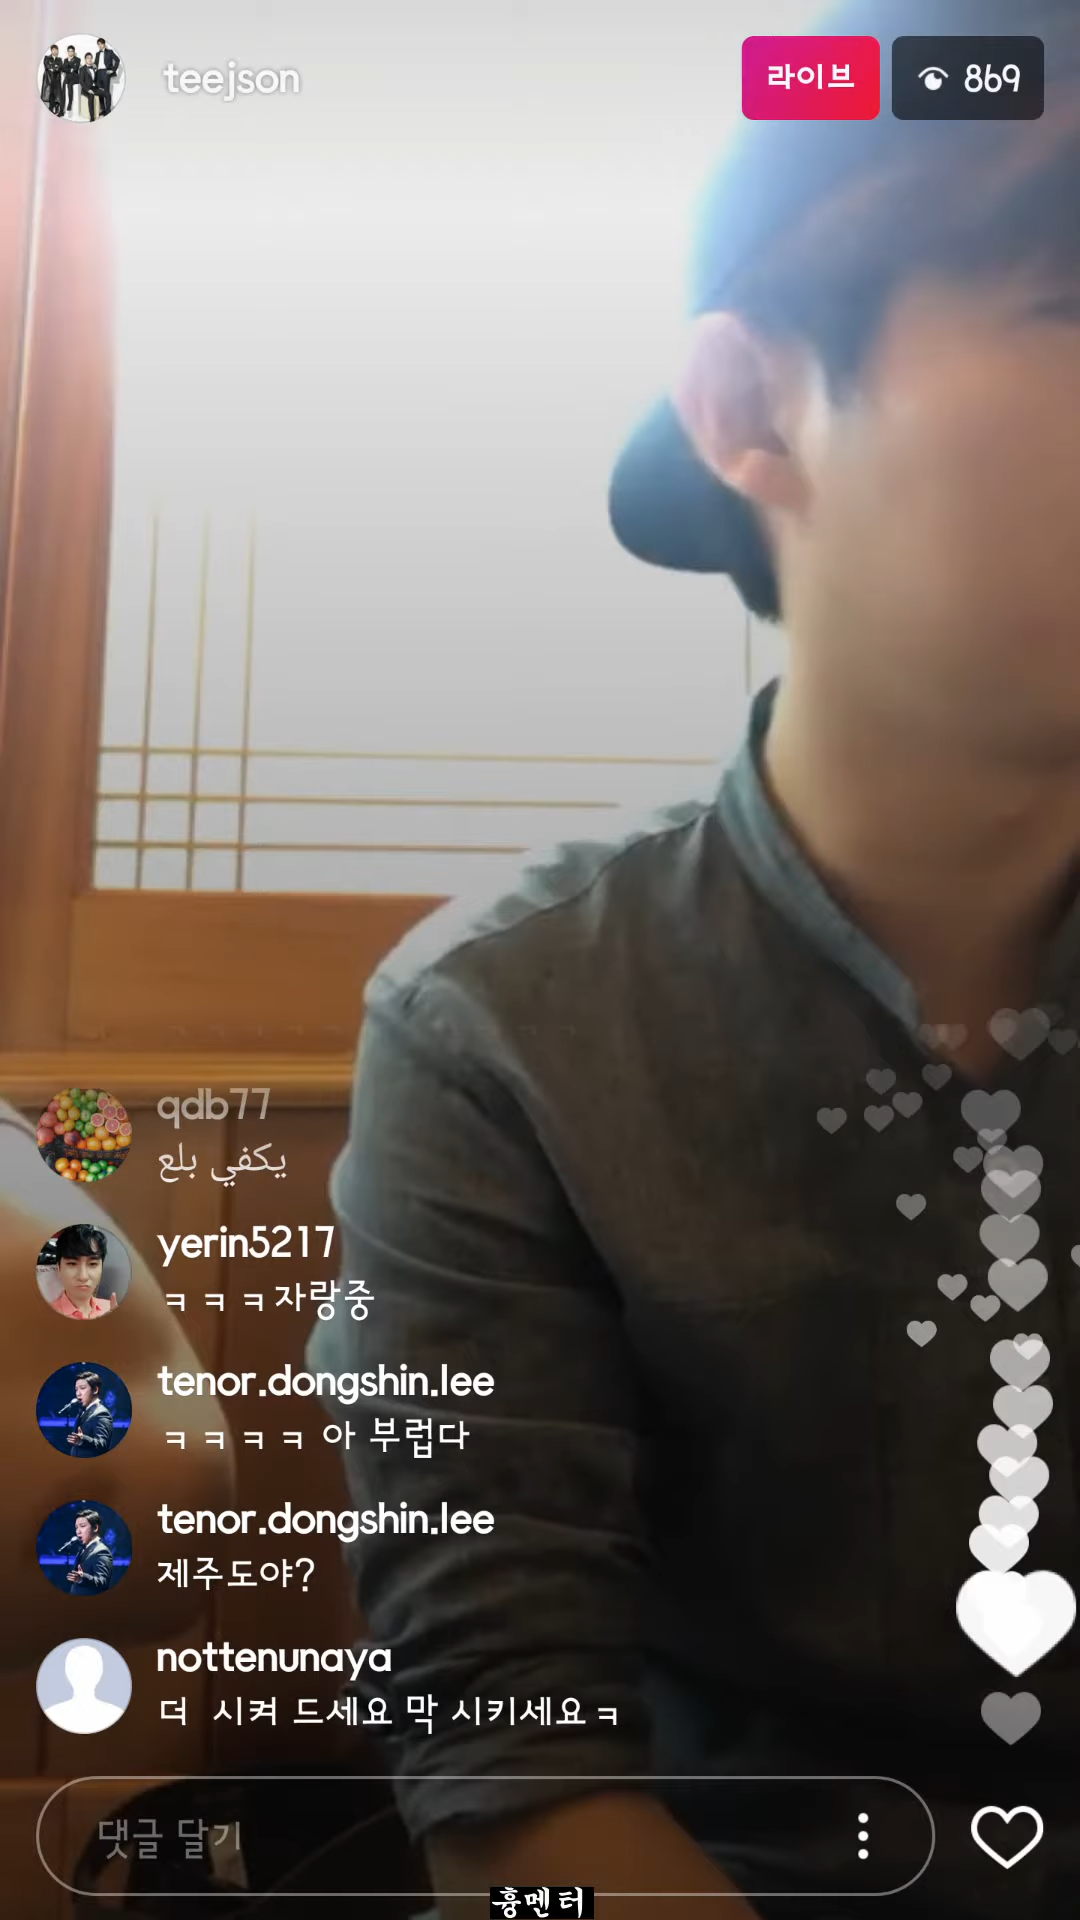 teejson
라이브
869
qdb77
يكفي بلع
yerin5217
ㅋㅋㅋ자랑중
tenor.dongshin.lee
ㅋㅋㅋㅋ 아 부럽다
tenor.dongshin.lee
제주도야?
nottenunaya
뎌 시켜 드세요 막 시키세요ㅋ
댓글 달기
흥멘터